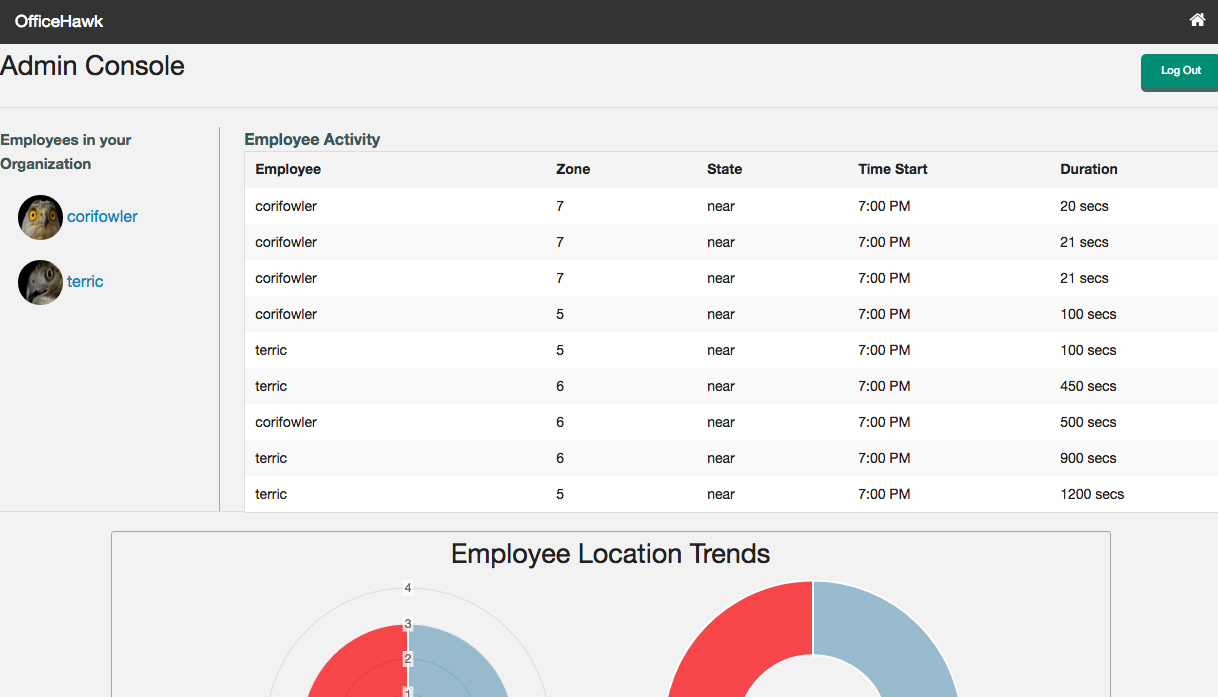 OfficeHawk
Admin Console
Log Out
Employees in your
Organization
corifowler
terric
Employee Activity
Employee Zone State Time Start Duration
corifowler 7 near 7:00 PM 20 secs
corifowler 7 near 7:00 PM 21 secs
corifowler 7 near 7:00 PM 21 secs
corifowler 5 near 7:00 PM 100 secs
terric 5 near 7:00 PM 100 secs
terric 6 near 7:00 PM 450 secs
corifowler 6 near 7:00 PM 500 secs
terric 6 near 7:00 PM 900 secs
terric 5 near 7:00 PM 1200 secs
Employee Location Trends
4
3
2
1